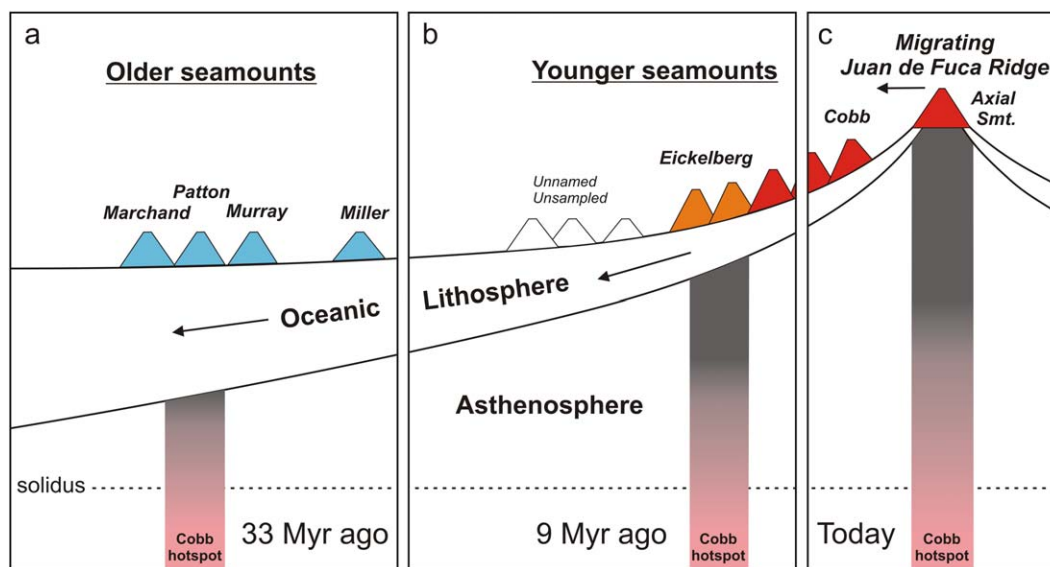 a
Older seamounts
Patton
Marchand
Murray
Miller
Oceanic
solidus
Cobb
hotspot
33 Myr ago
b
Younger seamounts
Eickelberg
Unnamed
Unsampled
Lithosphere
Asthenosphere
9 Myr ago
Cobb
hotspot
c
Migrating
Juan de Fuca Ridge
Cobb
Axial
Smt.
Today
Cobb
hotspot